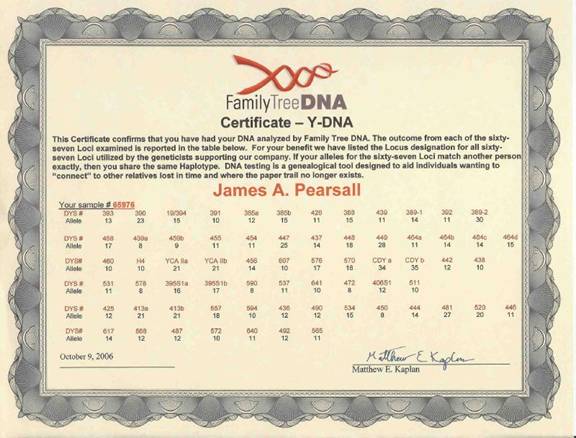 FamilyTreeDNA
Certificate – Y-DNA
This Certificate confirms that you have had your DNA analyzed by Family Tree DNA. The outcome from each of the sixty-
seven Loci examined is reported in the table below. For your benefit we have listed the Locus designation for all sixty-
seven Loci utilized by the geneticists supporting our company. If your alleles for the sixty-seven Loci match another person
exactly, then you share the same Haplotype. DNA testing is a genealogical tool designed to aid individuals wanting to
"connect" to other relatives lost in time and where the paper trail no longer exists.
James A. Pearsall
Your sample # 65976
DYS # 393 390 19/394 391 385a 385b 426 388 439 389-1 392 389-2
Allele 13 23 15 10 12 15 11 15 11 14 11 30
DYS # 458 459a 459b 455 454 447 437 448 449 464a 464b 464c 464d
Allele 17 8 9 11 11 25 14 18 28 11 14 14 15
DYS# 460 H4 YCA IIa YCA IIb 456 607 576 570 CDY a CDY b 442 438
Allele 10 10 21 21 14 10 17 18 34 35 12 10
DYS # 531 578 395S1a 395S1b 590 537 641 472 406S1 511
Allele 11 8 16 17 8 11 10 8 12 10
DYS # 425 413a 413b 557 594 436 490 534 450 444 481 520 446
Allele 12 21 21 18 10 12 12 15 8 14 27 20 11
DYS# 617 568 487 572 640 492 565
Allele 14 12 12 10 11 12 11
October 9, 2006
Matthew E. Kaplan
Matthew E. Kaplan